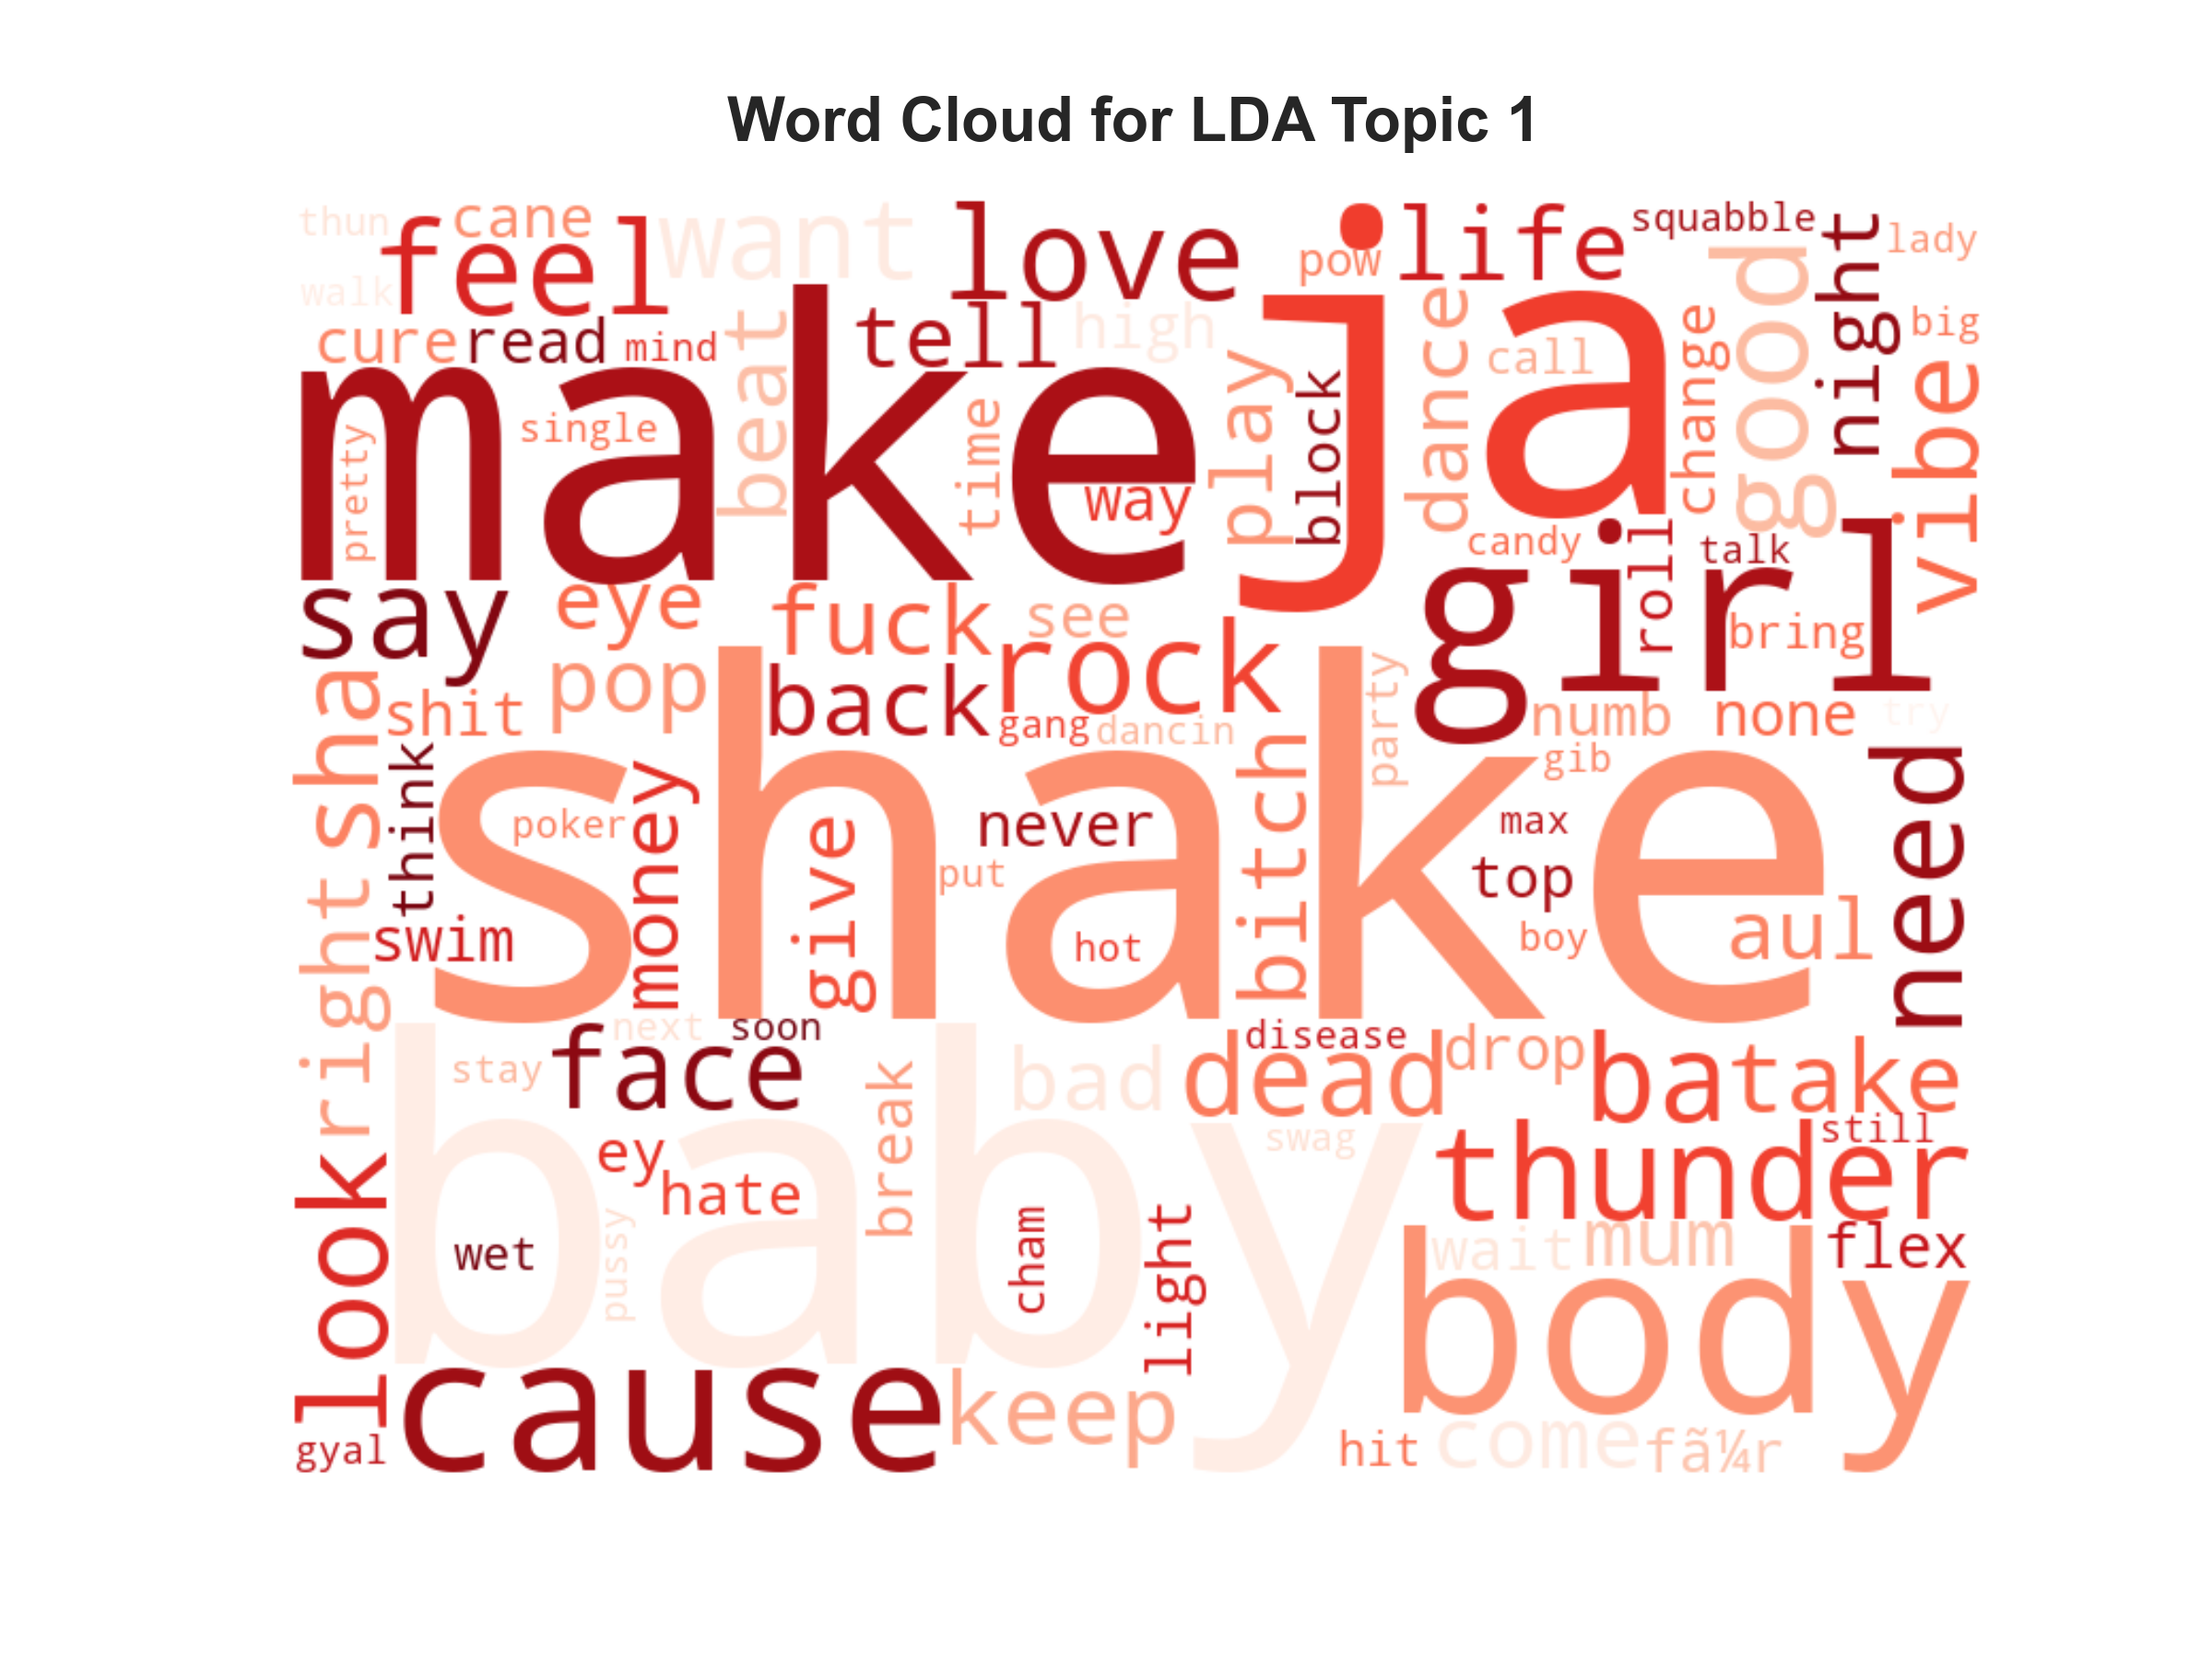 Word Cloud for LDA Topic 1
thun
cane
feel
want
love
pow
life
squabble
night
lady
walk
cure
read
mind
beat
tell
high
good
big
make
ja
single
pretty
time
way
play
block
dance
call
change
vibe
candy
roll
talk
girl
bring
say
eye
fuck
see
rock
pop
shit
back
gang
dancin
party
numb
none
try
sha
think
shake
money
poker
give
never
put
hot
bitch
gib
max
top
boy
aul
need
right
swim
next
soon
face
stay
disease
bad
dead
drop
ba
take
still
baby
break
swag
thunder
ey
hate
look
wet
pussy
cham
light
wait
mum
flex
body
cause
keep
gyal
hit
come
fã¼r